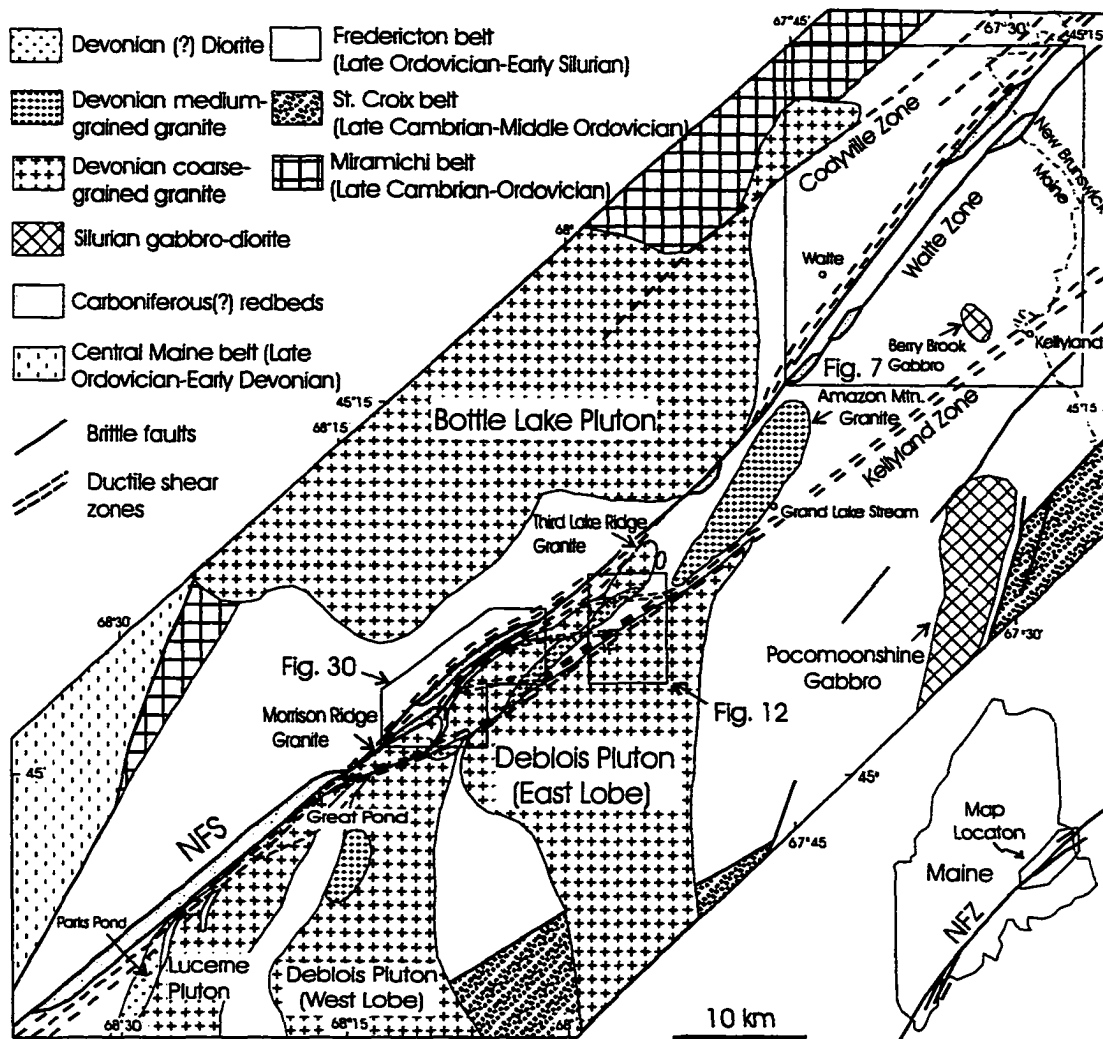 Devonian (?) Diorite
Devonian medium-
grained granite
Devonian coarse-
grained granite
Silurian gabbro-diorite
Carboniferous(?) redbeds
Central Maine belt (Late
Ordovician-Early Devonian)
Brittle faults
Ductile shear
zones
Fredericton belt
(Late Ordovician-Early Silurian)
St. Croix belt
(Late Cambrian-Middle Ordovician)
Miramichi belt
(Late Cambrian-Ordovician)
67°45'
67°30'
45°15'
Codyville Zone
New Brunswick
Maine
Waite
Waite Zone
68°
Berry Brook
Gabbro
Kellyland
Fig. 7
45°15'
68°15'
Bottle Lake Pluton
Amazon Mtn.
Granite
Kellyland Zone
45°15'
Third Lake Ridge
Granite
Grand Lake Stream
68°30'
67°30'
Pocomoonshine
Gabbro
Fig. 30
Fig. 12
Morrison Ridge
Granite
Deblois Pluton
(East Lobe)
45°
45°
Great Pond
67°45'
NFS
Map
Locaton
Maine
NFZ
Parks Pond
Lucerne
Pluton
Deblois Pluton
(West Lobe)
68°30'
68°15'
68°
10 km